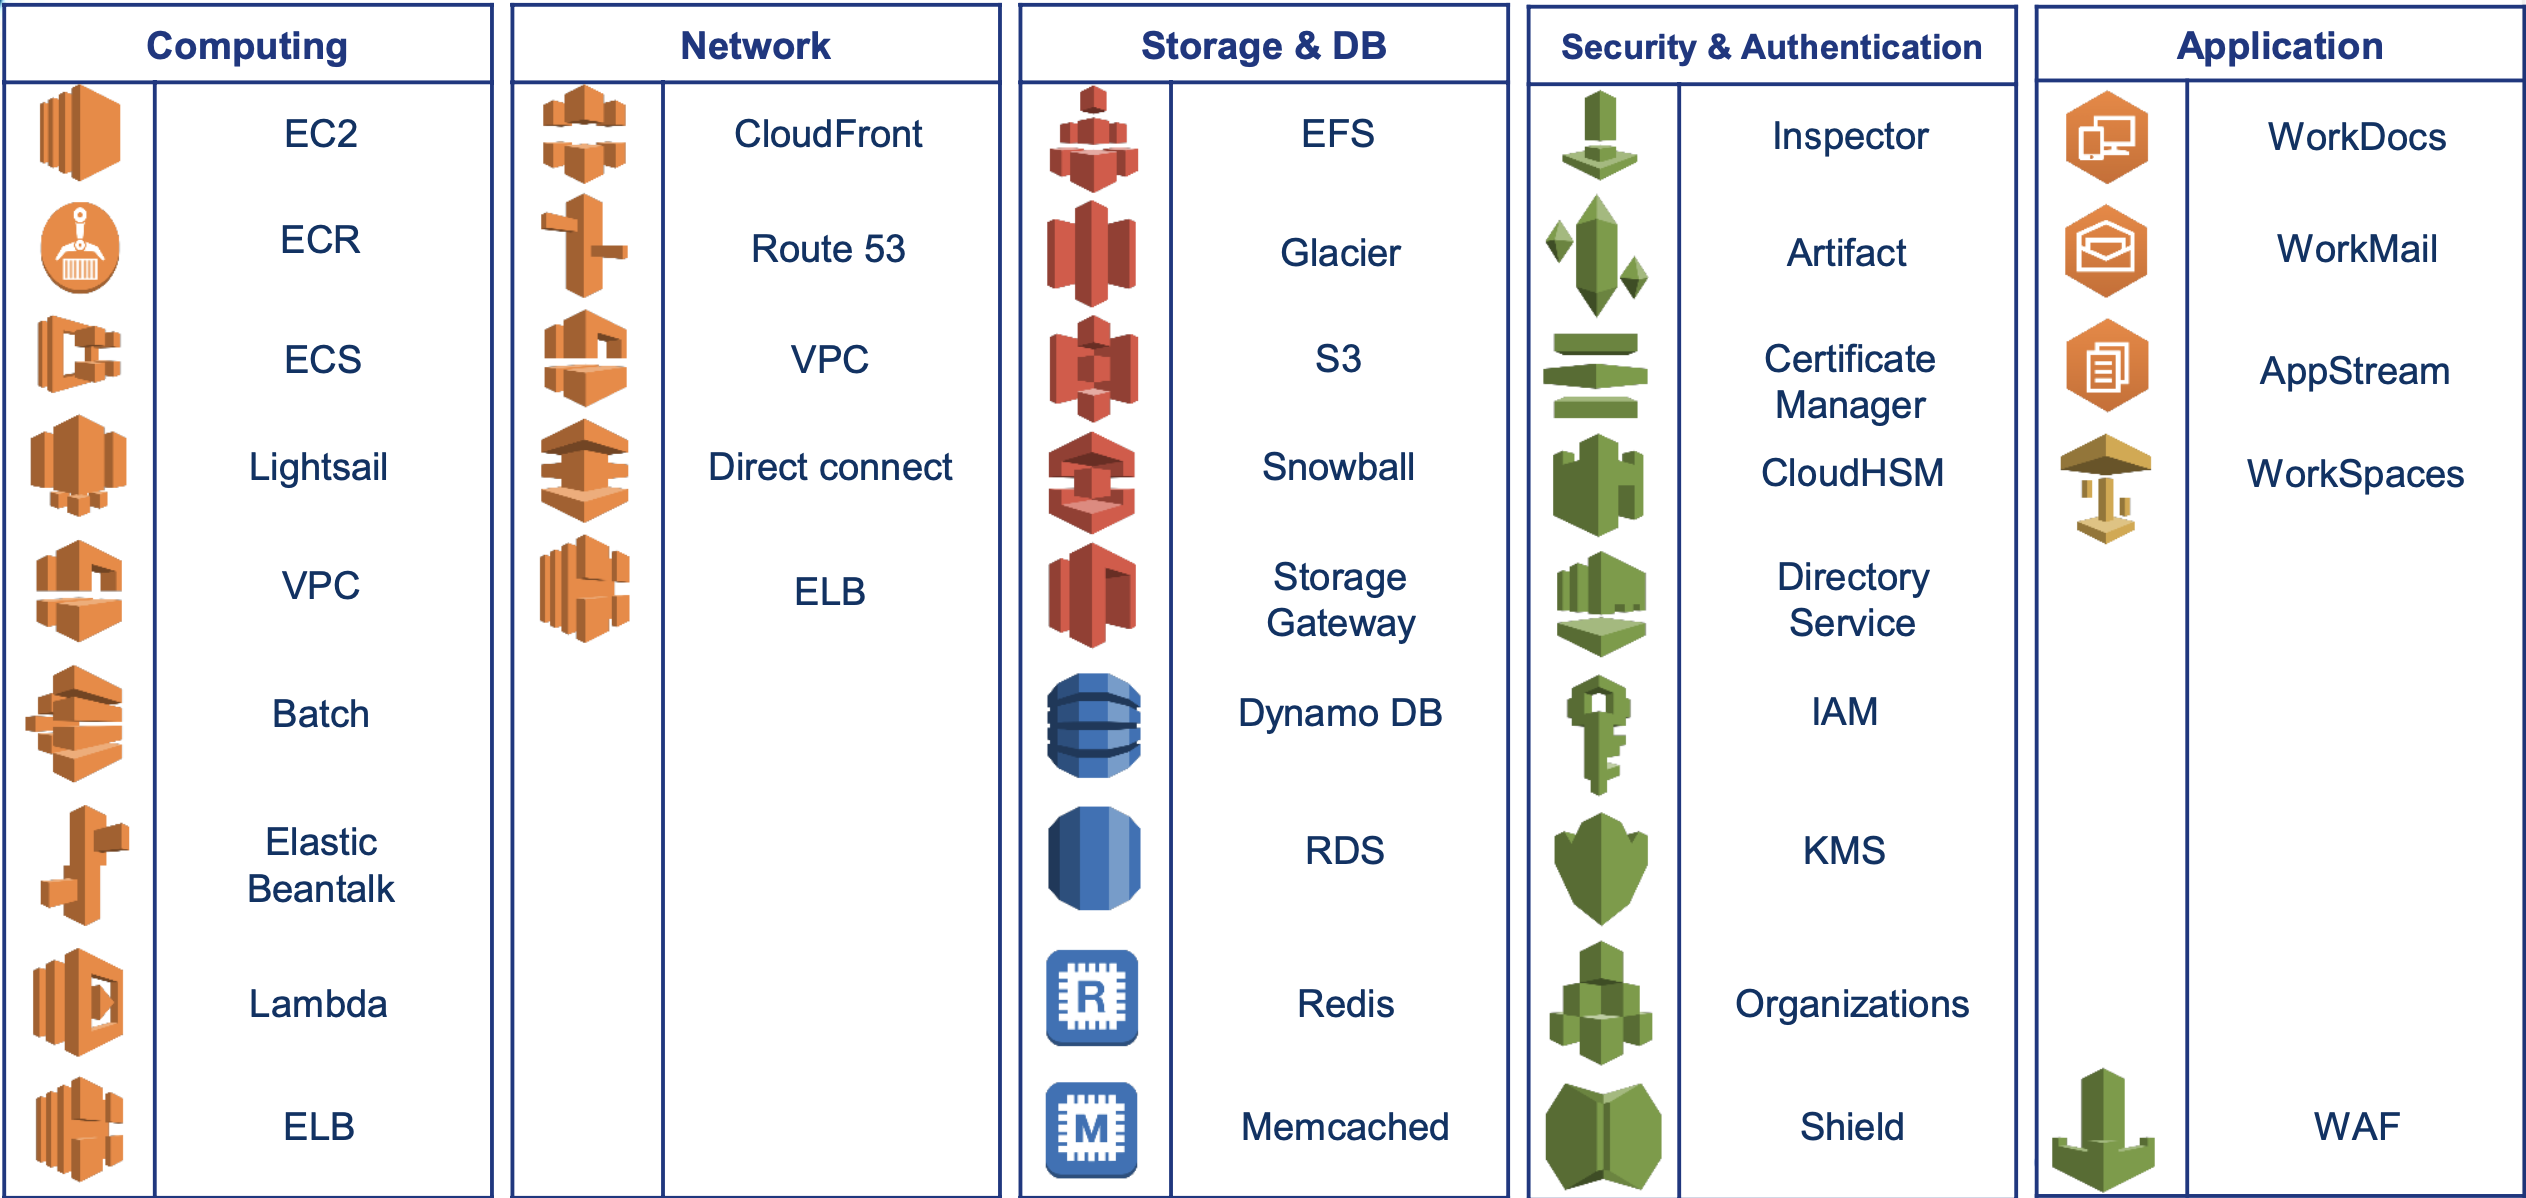 Computing
EC2
ECR
ECS
Lightsail
VPC
Batch
Elastic
Beantalk
Lambda
ELB
Network
CloudFront
Route 53
VPC
Direct connect
ELB
Storage & DB
EFS
Glacier
S3
Snowball
Storage
Gateway
Dynamo DB
RDS
R
Redis
M
Memcached
Security & Authentication
Inspector
Artifact
Certificate
Manager
CloudHSM
Directory
Service
IAM
KMS
Organizations
Shield
Application
WorkDocs
WorkMail
AppStream
WorkSpaces
WAF